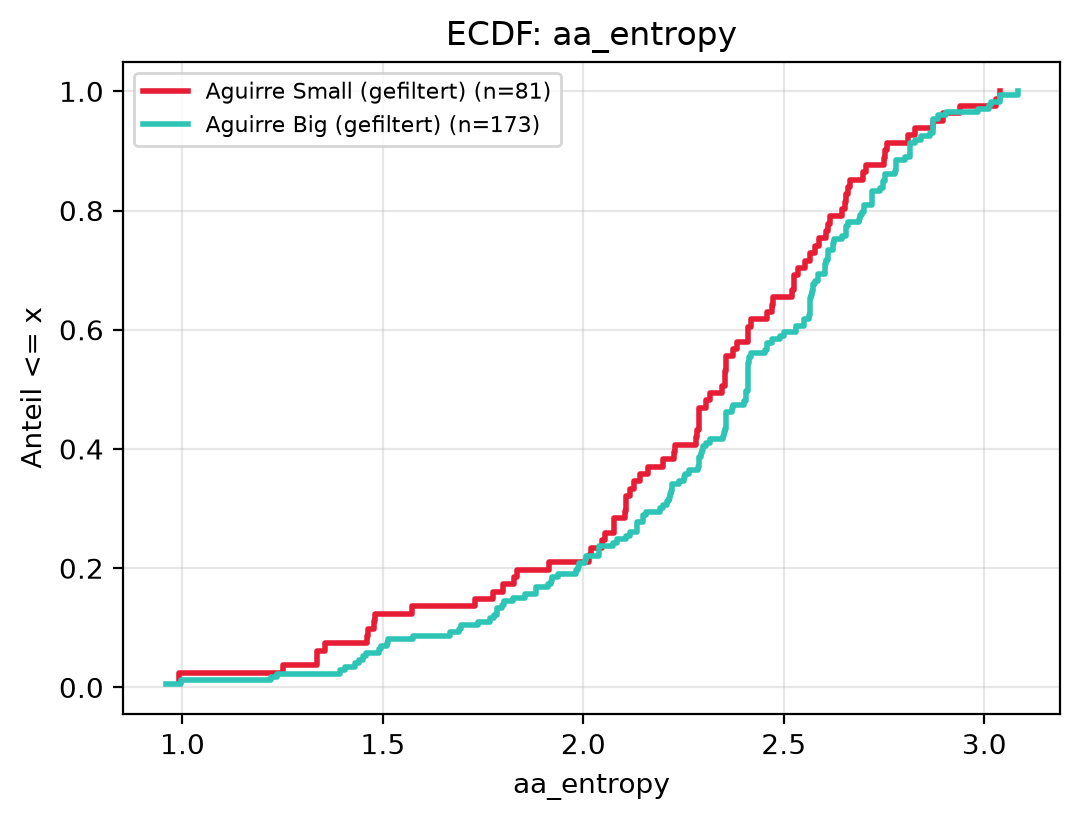 ECDF: aa_entropy
Aguirre Small (gefiltert) (n=81)
Aguirre Big (gefiltert) (n=173)
Anteil <= x
1.0
0.8
0.6
0.4
0.2
0.0
1.0 1.5 2.0 2.5 3.0
aa_entropy